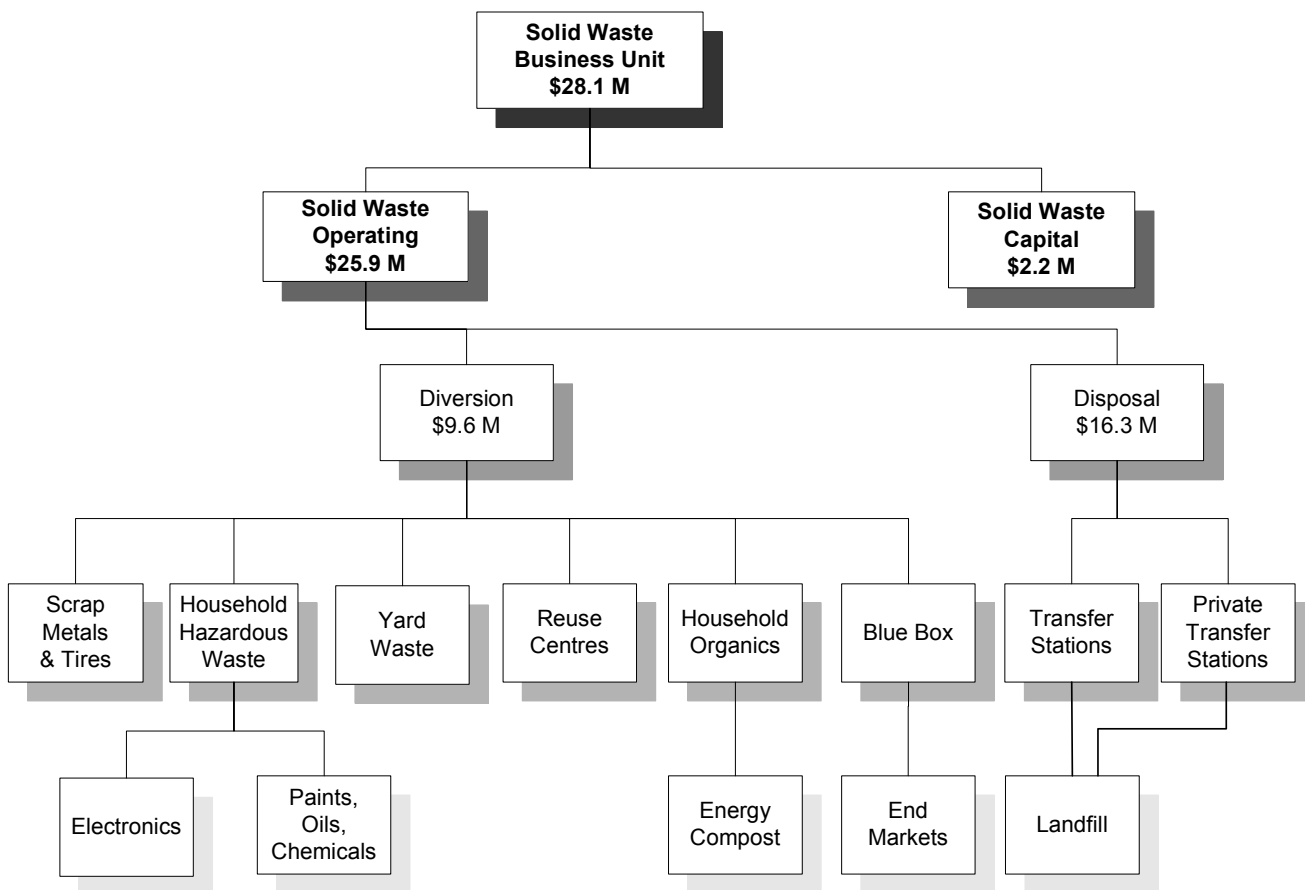 Solid Waste
Business Unit
$28.1 M
Solid Waste
Operating
$25.9 M
Solid Waste
Capital
$2.2 M
Diversion
$9.6 M
Disposal
$16.3 M
Scrap
Metals
& Tires
Household
Hazardous
Waste
Yard
Waste
Reuse
Centres
Household
Organics
Blue Box
Transfer
Stations
Private
Transfer
Stations
Electronics
Paints,
Oils,
Chemicals
Energy
Compost
End
Markets
Landfill